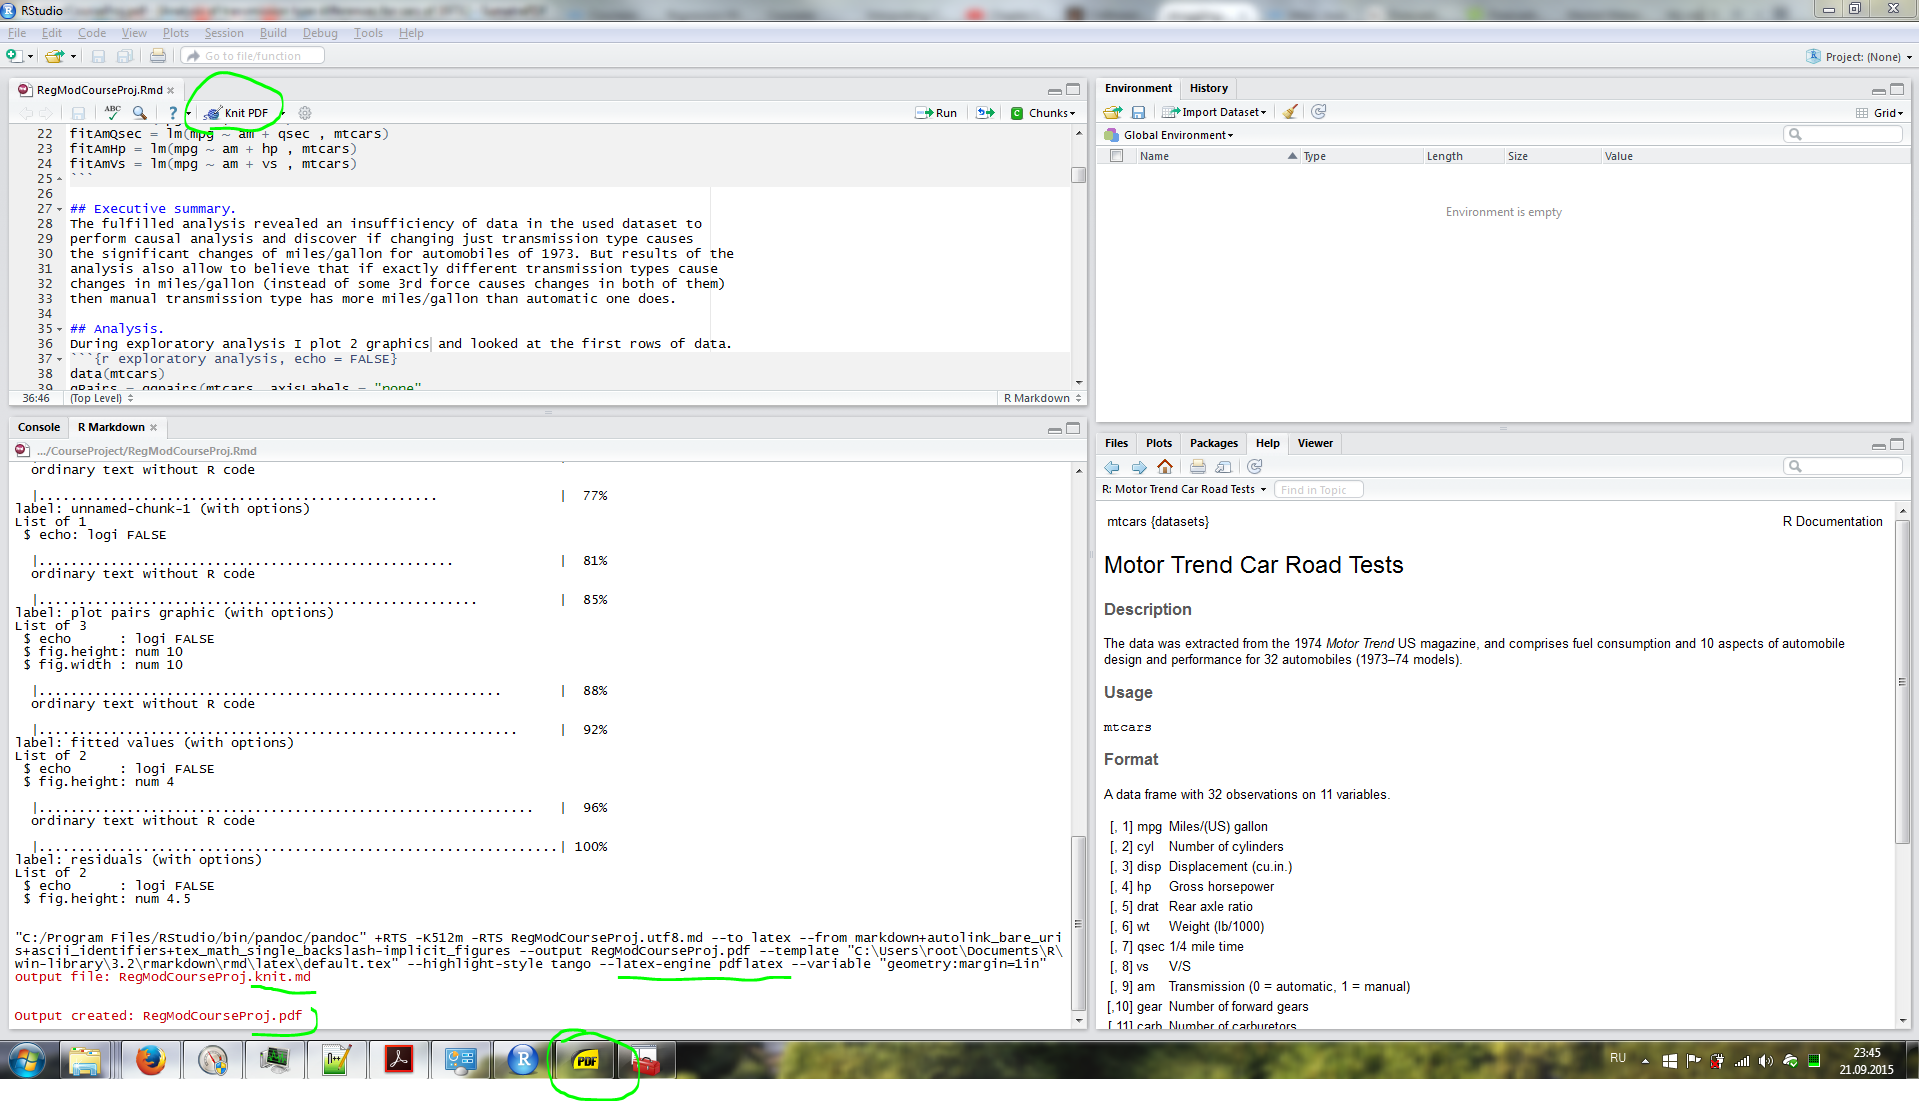 RStudio
File Edit Code View Plots Session Build Debug Tools Help
Go to file/function
Project: (None)
RegModCourseProj.Rmd
ABC ? Knit PDF Run Chunks
22 fitAmQsec = lm(mpg ~ am + qsec , mtcars)
23 fitAmHp = lm(mpg ~ am + hp , mtcars)
24 fitAmVs = lm(mpg ~ am + vs , mtcars)
25 ```
26
27 ## Executive summary.
28 The fulfilled analysis revealed an insufficiency of data in the used dataset to
29 perform causal analysis and discover if changing just transmission type causes
30 the significant changes of miles/gallon for automobiles of 1973. But results of the
31 analysis also allow to believe that if exactly different transmission types cause
32 changes in miles/gallon (instead of some 3rd force causes changes in both of them)
33 then manual transmission type has more miles/gallon than automatic one does.
34
35 ## Analysis.
36 During exploratory analysis I plot 2 graphics and looked at the first rows of data.
37 ```{r exploratory analysis, echo = FALSE}
38 data(mtcars)
39 gPairs = ggpairs(mtcars, axisLabels = "none"
36:46 (Top Level) R Markdown
Console R Markdown
.../CourseProject/RegModCourseProj.Rmd
ordinary text without R code
|.................................................. | 77%
label: unnamed-chunk-1 (with options)
List of 1
$ echo: logi FALSE
|.................................................... | 81%
ordinary text without R code
|....................................................... | 85%
label: plot pairs graphic (with options)
List of 3
$ echo : logi FALSE
$ fig.height: num 10
$ fig.width : num 10
|.......................................................... | 88%
ordinary text without R code
|............................................................ | 92%
label: fitted values (with options)
List of 2
$ echo : logi FALSE
$ fig.height: num 4
|.............................................................. | 96%
ordinary text without R code
|.................................................................| 100%
label: residuals (with options)
List of 2
$ echo : logi FALSE
$ fig.height: num 4.5
"C:/Program Files/RStudio/bin/pandoc/pandoc" +RTS -K512m -RTS RegModCourseProj.utf8.md --to latex --from markdown+autolink_bare_uri
s+ascii_identifiers+tex_math_single_backslash-implicit_figures --output RegModCourseProj.pdf --template "C:\Users\root\Documents\R\
win-library\3.2\rmarkdown\rmd\latex\default.tex" --highlight-style tango --latex-engine pdflatex --variable "geometry:margin=1in"
output file: RegModCourseProj.knit.md
Output created: RegModCourseProj.pdf
Environment History
Import Dataset Grid
Global Environment
Name Type Length Size Value
Environment is empty
Files Plots Packages Help Viewer
R: Motor Trend Car Road Tests Find in Topic
mtcars {datasets} R Documentation
Motor Trend Car Road Tests
Description
The data was extracted from the 1974 Motor Trend US magazine, and comprises fuel consumption and 10 aspects of automobile
design and performance for 32 automobiles (1973–74 models).
Usage
mtcars
Format
A data frame with 32 observations on 11 variables.
[, 1] mpg Miles/(US) gallon
[, 2] cyl Number of cylinders
[, 3] disp Displacement (cu.in.)
[, 4] hp Gross horsepower
[, 5] drat Rear axle ratio
[, 6] wt Weight (lb/1000)
[, 7] qsec 1/4 mile time
[, 8] vs V/S
[, 9] am Transmission (0 = automatic, 1 = manual)
[,10] gear Number of forward gears
[,11] carb Number of carburetors
R PDF RU 23:45
21.09.2015